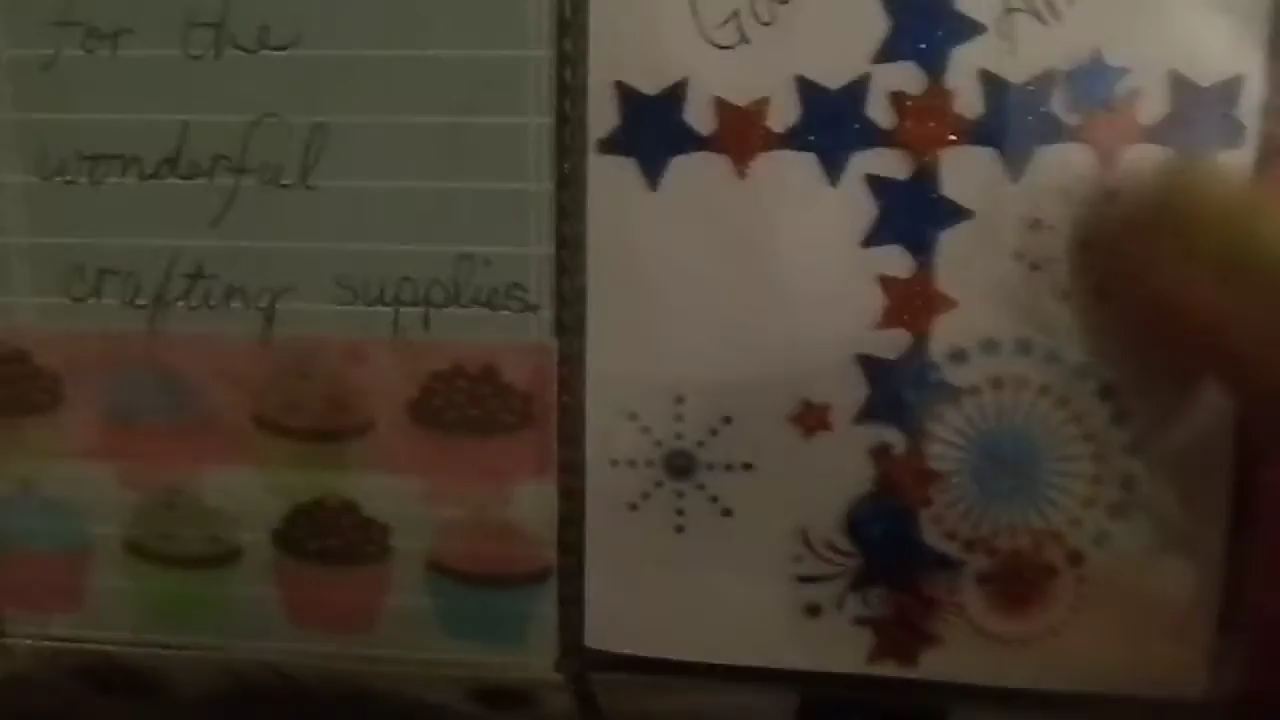 for the
wonderful
crafting supplies.